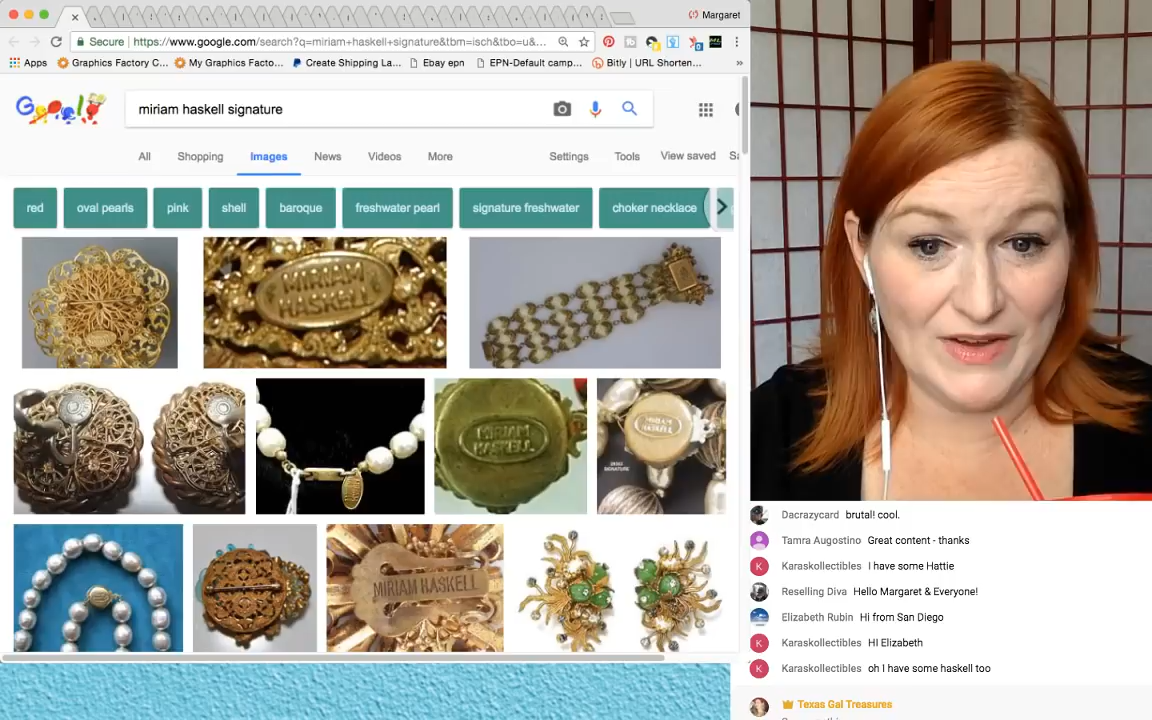 Margaret
Secure https://www.google.com/search?q=miriam+haskell+signature&tbm=isch&tbo=u&...
Apps Graphics Factory C... My Graphics Facto... Create Shipping La... Ebay epn EPN-Default camp... Bitly | URL Shorten... »
miriam haskell signature
All Shopping Images News Videos More Settings Tools View saved Sa
red oval pearls pink shell baroque freshwater pearl signature freshwater choker necklace
MIRIAM
HASKELL
MIRIAM
HASKELL
MIRIAM
HASKELL
SIGNATURE
MIRIAM HASKELL
Dacrazycard brutal! cool.
Tamra Augostino Great content - thanks
K Karaskollectibles I have some Hattie
Reselling Diva Hello Margaret & Everyone!
Elizabeth Rubin Hi from San Diego
K Karaskollectibles HI Elizabeth
K Karaskollectibles oh I have some haskell too
Texas Gal Treasures